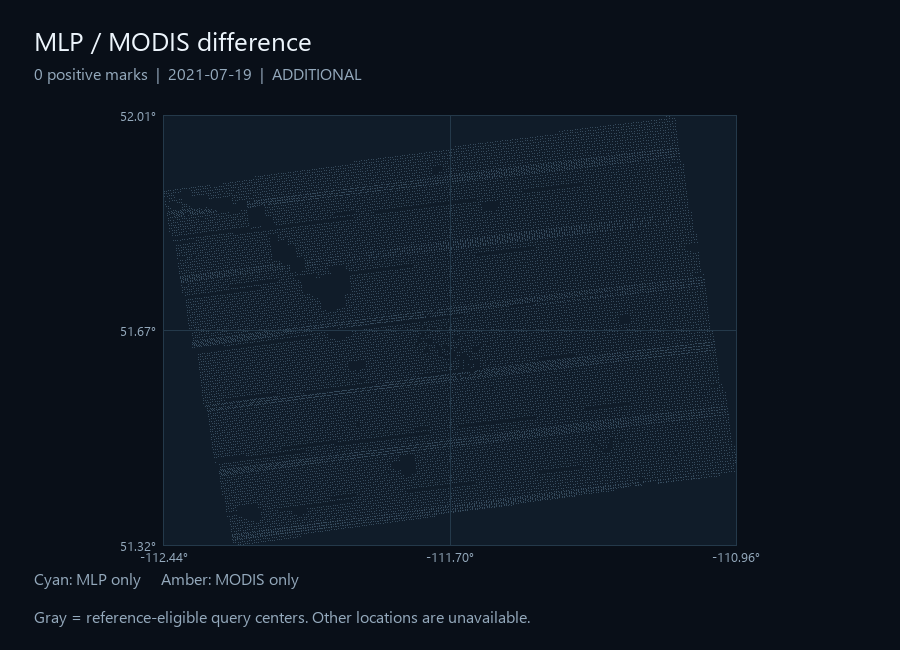 MLP / MODIS difference
0 positive marks | 2021-07-19 | ADDITIONAL
52.01°
51.67°
51.32°
-112.44° -111.70° -110.96°
Cyan: MLP only Amber: MODIS only
Gray = reference-eligible query centers. Other locations are unavailable.